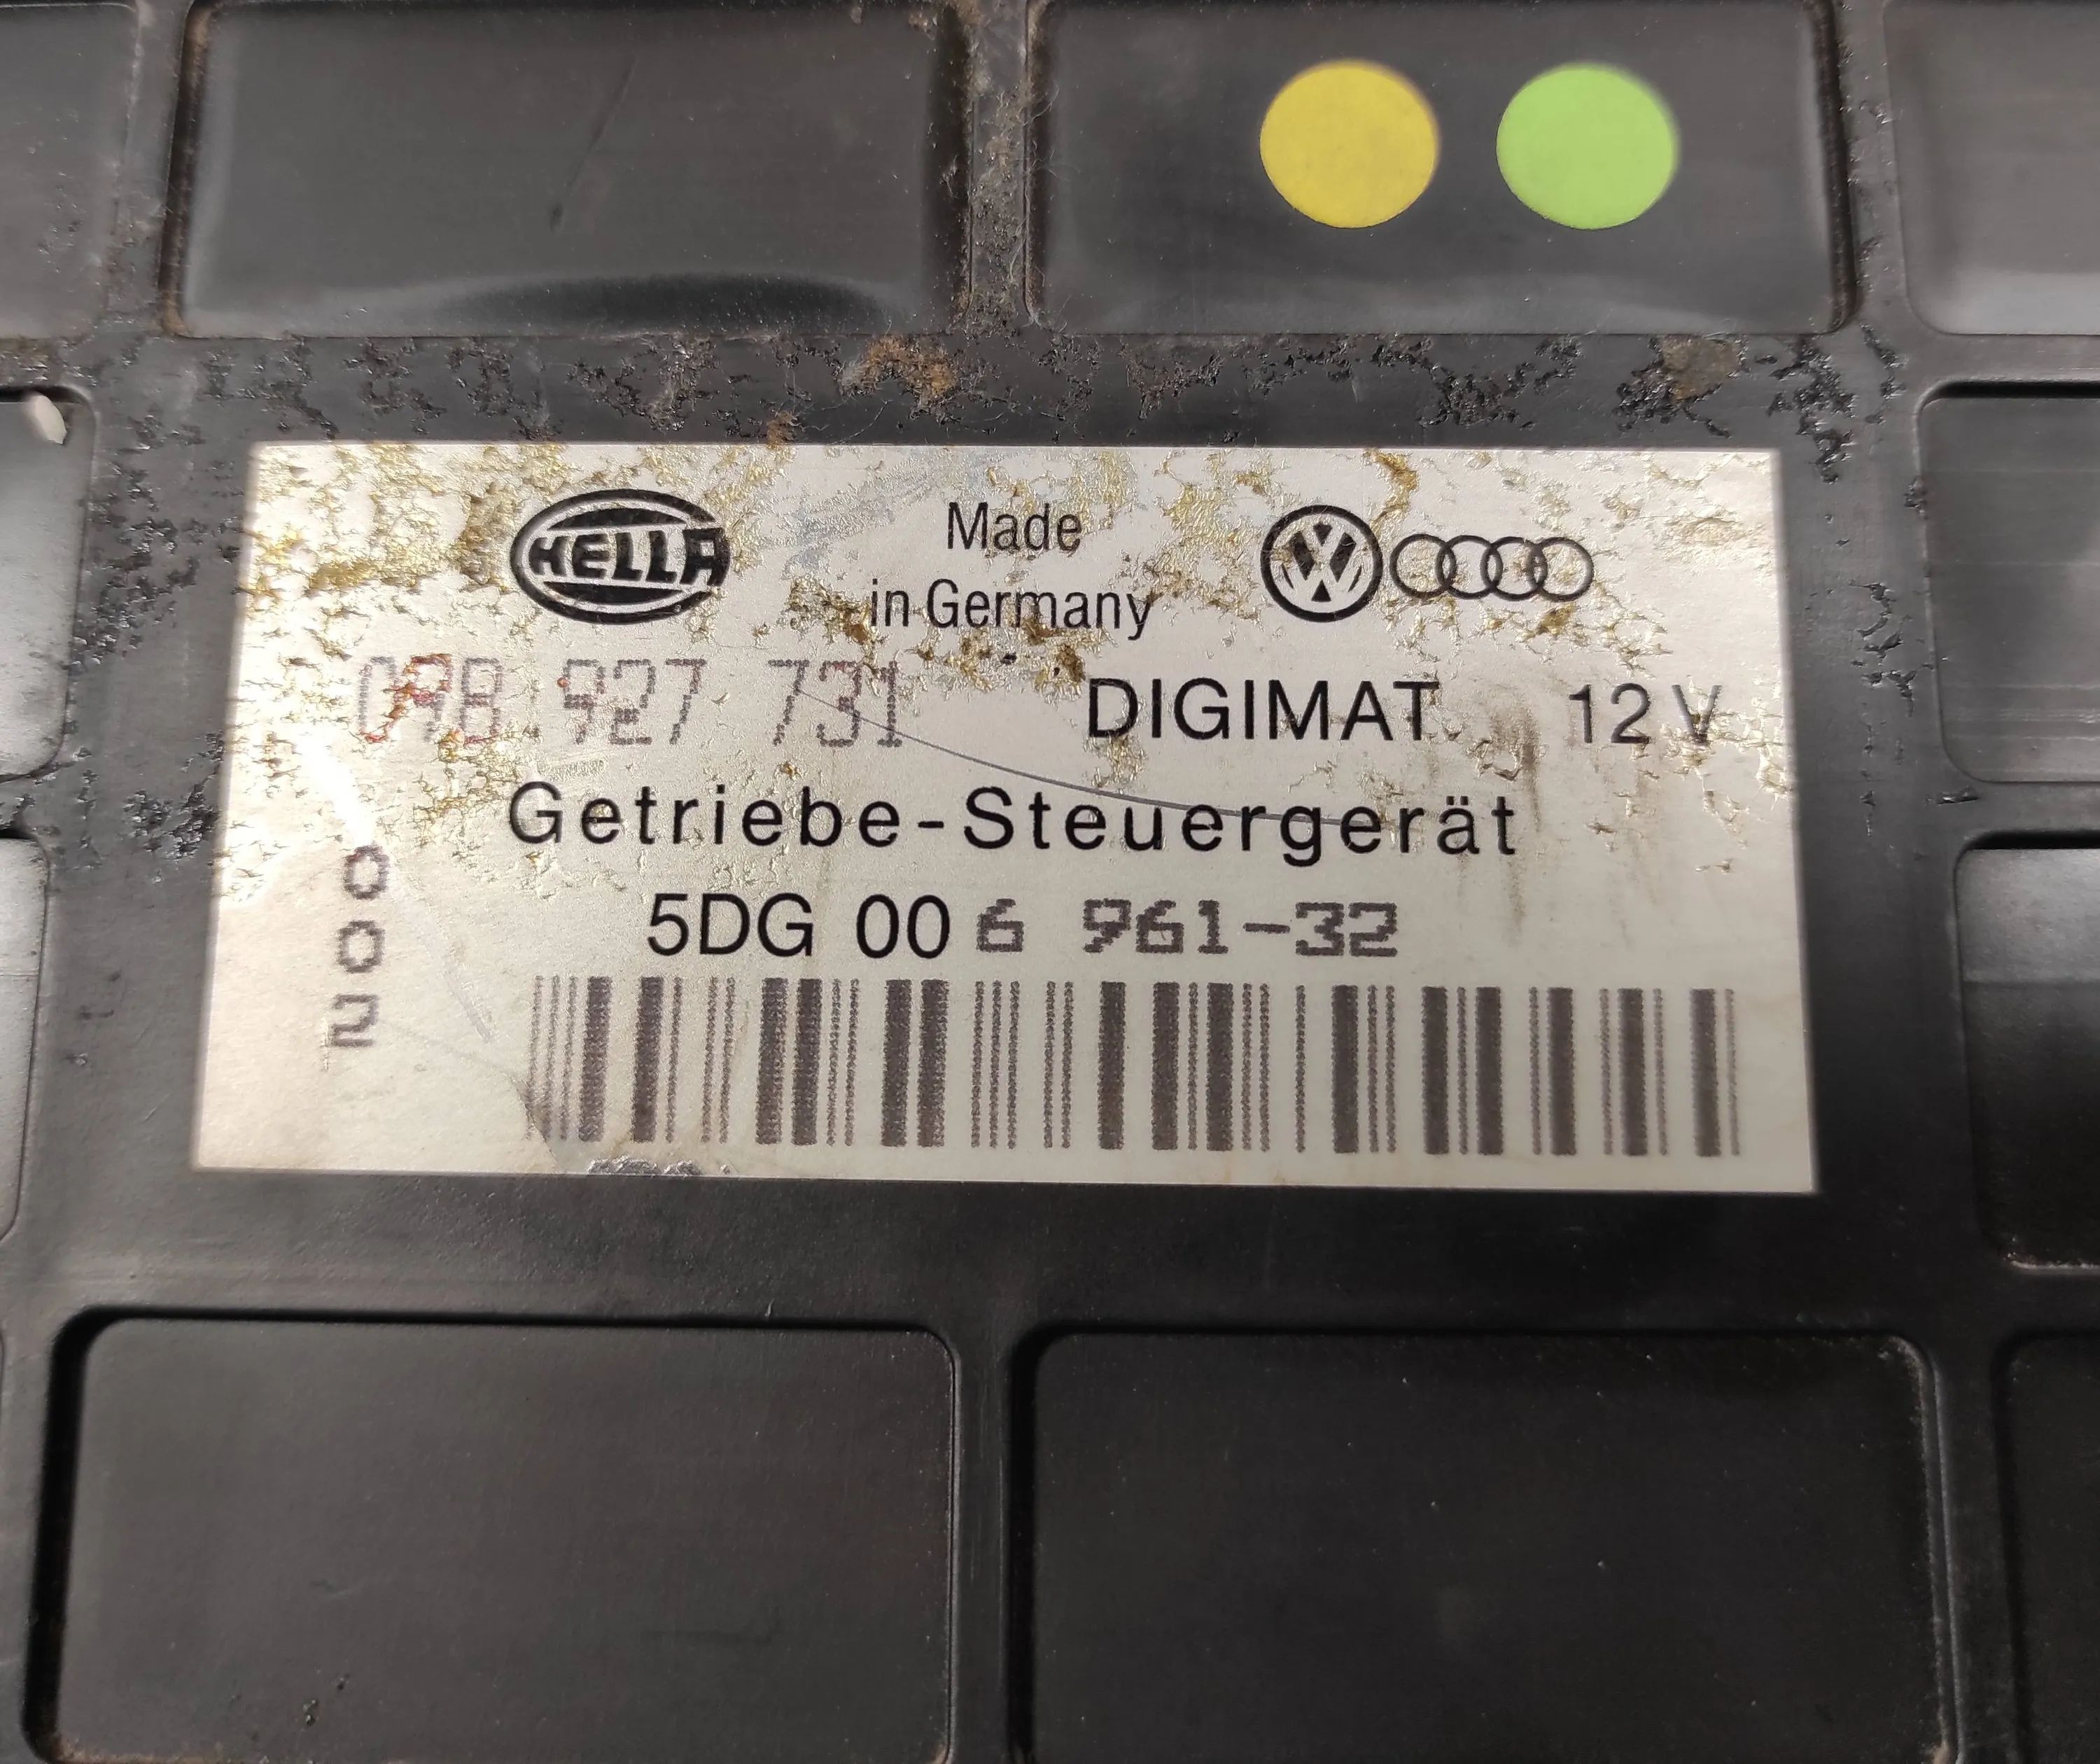 HELLA
Made
in Germany
098 927 731 DIGIMAT 12 V
Getriebe-Steuergerät
5DG 006 961-32
002